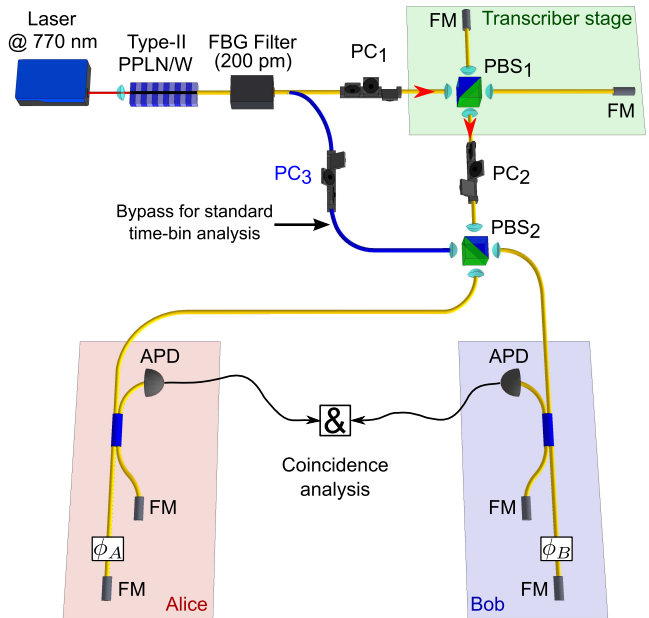 Laser
@ 770 nm
Type-II
PPLN/W
FBG Filter
(200 pm)
PC1
FM
Transcriber stage
PBS1
FM
PC3
PC2
Bypass for standard
time-bin analysis
PBS2
APD
APD
&
Coincidence
analysis
FM
FM
ϕA
ϕB
FM
FM
Alice
Bob